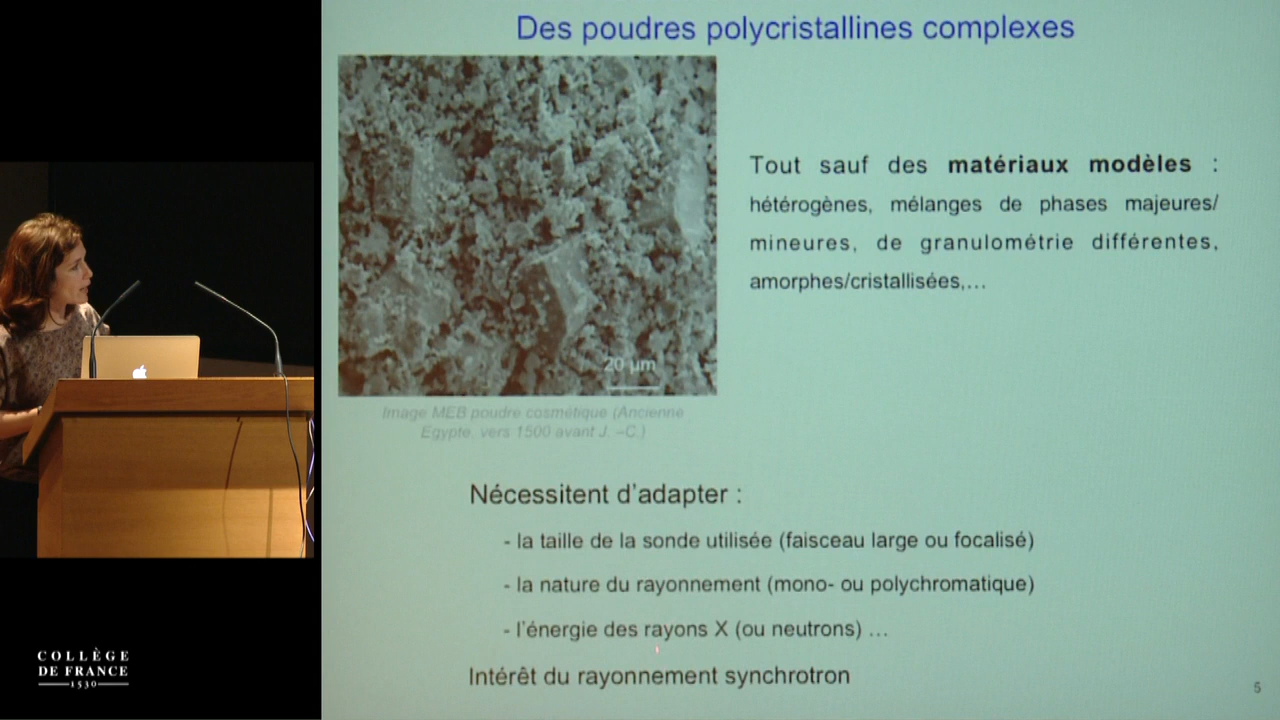 Des poudres polycristallines complexes
Tout sauf des matériaux modèles :
hétérogènes, mélanges de phases majeures/
mineures, de granulométrie différentes,
amorphes/cristallisées,…
20 µm
Image MEB poudre cosmétique (Ancienne
Egypte, vers 1500 avant J. –C.)
Nécessitent d'adapter :
- la taille de la sonde utilisée (faisceau large ou focalisé)
- la nature du rayonnement (mono- ou polychromatique)
- l'énergie des rayons X (ou neutrons) …
Intérêt du rayonnement synchrotron
5
COLLÈGE
DE FRANCE
1530